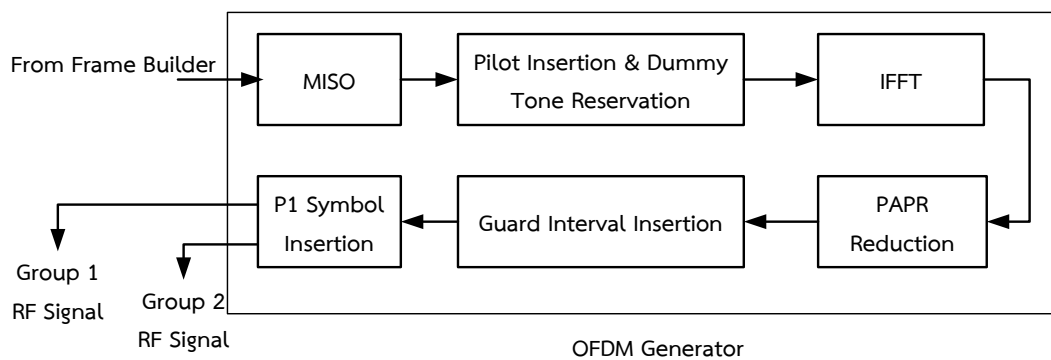 From Frame Builder
MISO
Pilot Insertion & Dummy
Tone Reservation
IFFT
P1 Symbol
Insertion
Guard Interval Insertion
PAPR
Reduction
Group 1
RF Signal
Group 2
RF Signal
OFDM Generator